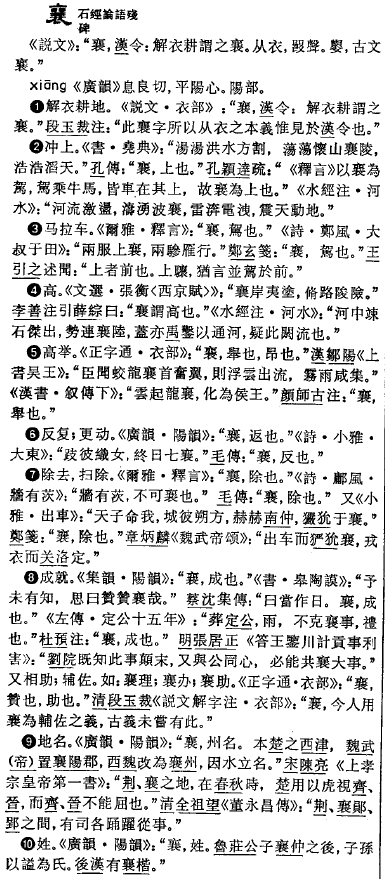 襄 石經論語殘
碑
《説文》：“襄，漢令：解衣耕謂之襄。从衣，𤕦聲。𡣿，古文
襄。”
xiāng 《廣韻》息良切，平陽心。陽部。
❶解衣耕地。《説文·衣部》：“襄，漢令：解衣耕謂之
襄。”段玉裁注：“此襄字所以从衣之本義惟見於漢令也。”
❷冲上。《書·堯典》：“湯湯洪水方割，蕩蕩懷山襄陵，
浩浩滔天。”孔傳：“襄，上也。”孔穎達疏：“《釋言》以襄為
駕，駕乘牛馬，皆車在其上，故襄為上也。”《水經注·河
水》：“河流激盪，濤湧波襄，雷渀電洩，震天動地。”
❸马拉车。《爾雅·釋言》：“襄，駕也。”《詩·鄭風·大
叔于田》：“兩服上襄，兩驂雁行。”鄭玄箋：“襄，駕也。”王
引之述聞：“上者前也。上驤，猶言並駕於前。”
❹高。《文選·張衡〈西京賦〉》：“襄岸夷塗，脩路陖險。”
李善注引薛綜曰：“襄謂高也。”《水經注·河水》：“河中竦
石傑出，勢連襄陸，蓋亦禹鑿以通河，疑此閼流也。”
❺高举。《正字通·衣部》：“襄，舉也，昂也。”漢鄒陽《上
書吴王》：“臣聞蛟龍襄首奮翼，則浮雲出流，霧雨咸集。”
《漢書·叙傳下》：“雲起龍襄，化為侯王。”顔師古注：“襄，
舉也。”
❻反复；更动。《廣韻·陽韻》：“襄，返也。”《詩·小雅·
大東》：“跂彼織女，終日七襄。”毛傳：“襄，反也。”
❼除去，扫除。《爾雅·釋言》：“襄，除也。”《詩·鄘風·
牆有茨》：“牆有茨，不可襄也。”毛傳：“襄，除也。”又《小
雅·出車》：“天子命我，城彼朔方，赫赫南仲，玁狁于襄。”
鄭箋：“襄，除也。”章炳麟《魏武帝頌》：“出车而玁狁襄，戎
衣而关洛定。”
❽成就。《集韻·陽韻》：“襄，成也。”《書·皋陶謨》：“予
未有知，思曰贊贊襄哉。”蔡沈集傳：“曰當作日。襄，成
也。”《左傳·定公十五年》：“葬定公，雨，不克襄事，禮
也。”杜預注：“襄，成也。”明張居正《答王鑒川計貢事利
害》：“劉院既知此事顛末，又與公同心，必能共襄大事。”
又相助；辅佐。如：襄理；襄办；襄助。《正字通·衣部》：“襄，
贊也，助也。”清段玉裁《説文解字注·衣部》：“襄，今人用
襄為輔佐之義，古義未嘗有此。”
❾地名。《廣韻·陽韻》：“襄，州名。本楚之西津，魏武
（帝）置襄陽郡，西魏改為襄州，因水立名。”宋陳亮《上孝
宗皇帝第一書》：“荆、襄之地，在春秋時，楚用以虎視齊、
晉，而齊、晉不能屈也。”清全祖望《董永昌傳》：“荆、襄鄖、
郢之間，有司各踊躍從事。”
❿姓。《廣韻·陽韻》：“襄，姓。魯莊公子襄仲之後，子孫
以謚為氏。後漢有襄楷。”